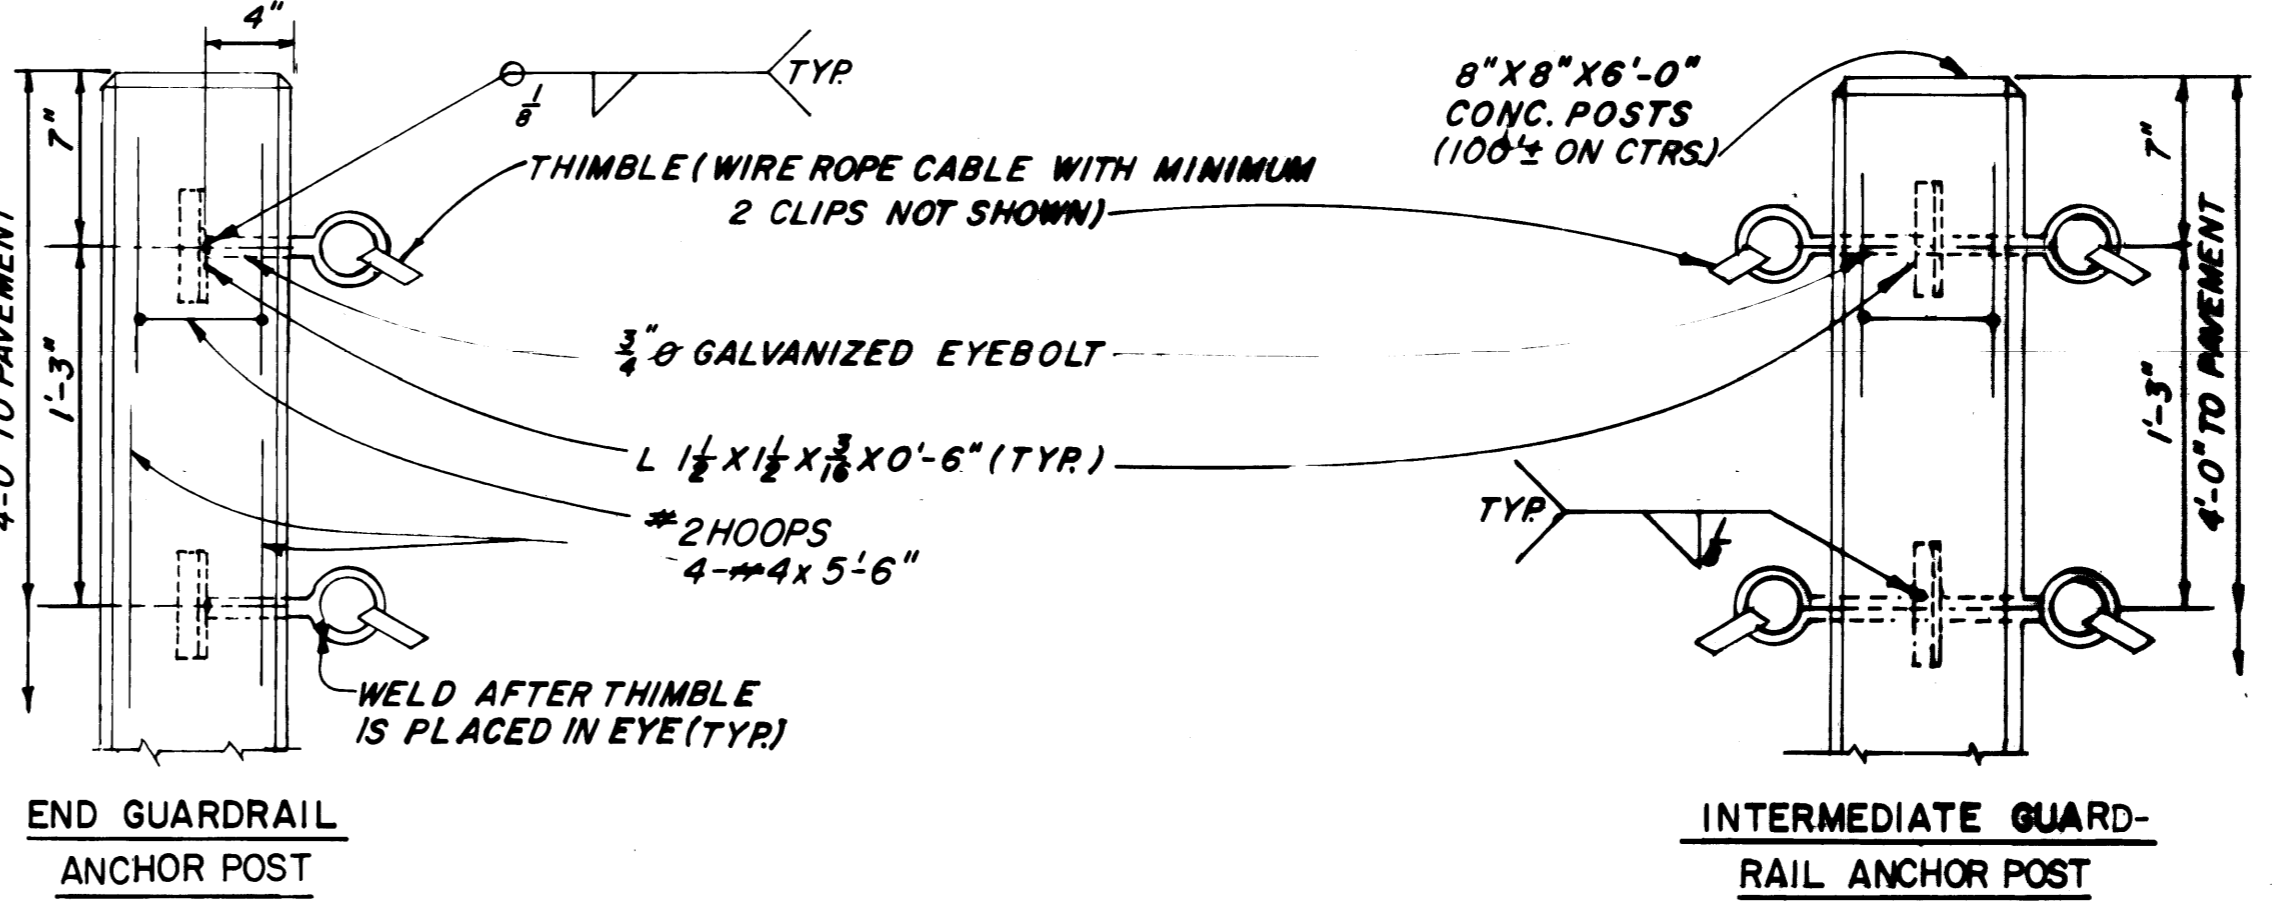 4"
7"
1'-3"
4'-0" TO PAVEMENT
1/8
TYP.
THIMBLE (WIRE ROPE CABLE WITH MINIMUM
2 CLIPS NOT SHOWN)
3/4" Ø GALVANIZED EYEBOLT
L 1 1/2 X 1 1/2 X 3/16 X 0'-6" (TYP.)
#2 HOOPS
4-#4 x 5'-6"
WELD AFTER THIMBLE
IS PLACED IN EYE (TYP.)
END GUARDRAIL
ANCHOR POST
8" X 8" X 6'-0"
CONC. POSTS
(100'± ON CTRS.)
7"
1'-3"
4'-0" TO PAVEMENT
TYP.
INTERMEDIATE GUARD-
RAIL ANCHOR POST